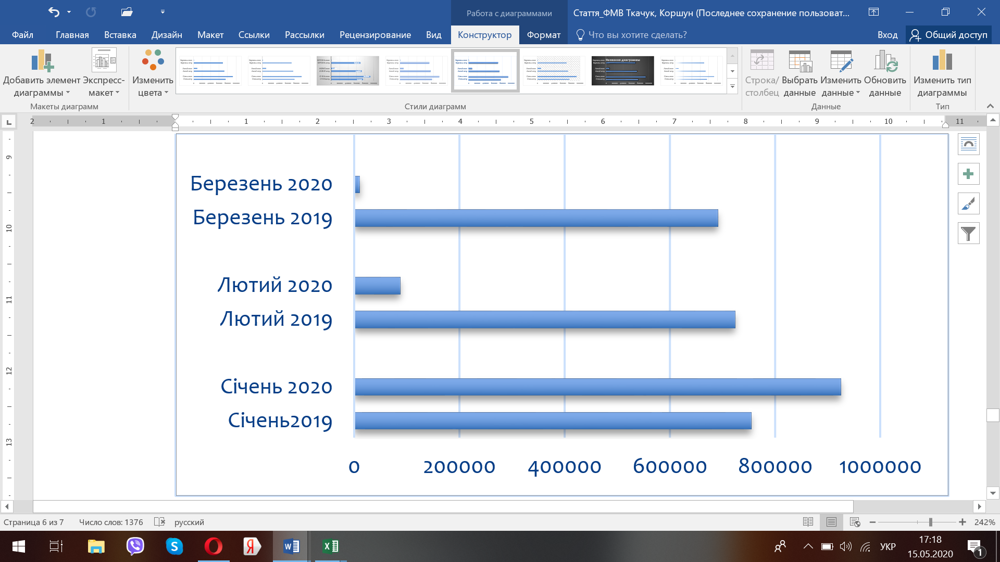 Работа с диаграммами
Стаття_ФМВ Ткачук, Коршун (Последнее сохранение пользоват...
Файл Главная Вставка Дизайн Макет Ссылки Рассылки Рецензирование Вид Конструктор Формат Что вы хотите сделать? Вход Общий доступ
Добавить элемент диаграммы
Экспресс-макет
Изменить цвета
Название диаграммы
Строка/столбец
Выбрать данные
Изменить данные
Обновить данные
Изменить тип диаграммы
Макеты диаграмм Стили диаграмм Данные Тип
2 1 1 2 3 4 5 6 7 8 9 10 11
9
10
11
12
13
Березень 2020
Березень 2019
Лютий 2020
Лютий 2019
Січень 2020
Січень2019
0 200000 400000 600000 800000 1000000
Страница 6 из 7 Число слов: 1376 русский 242%
УКР
17:18
15.05.2020
1